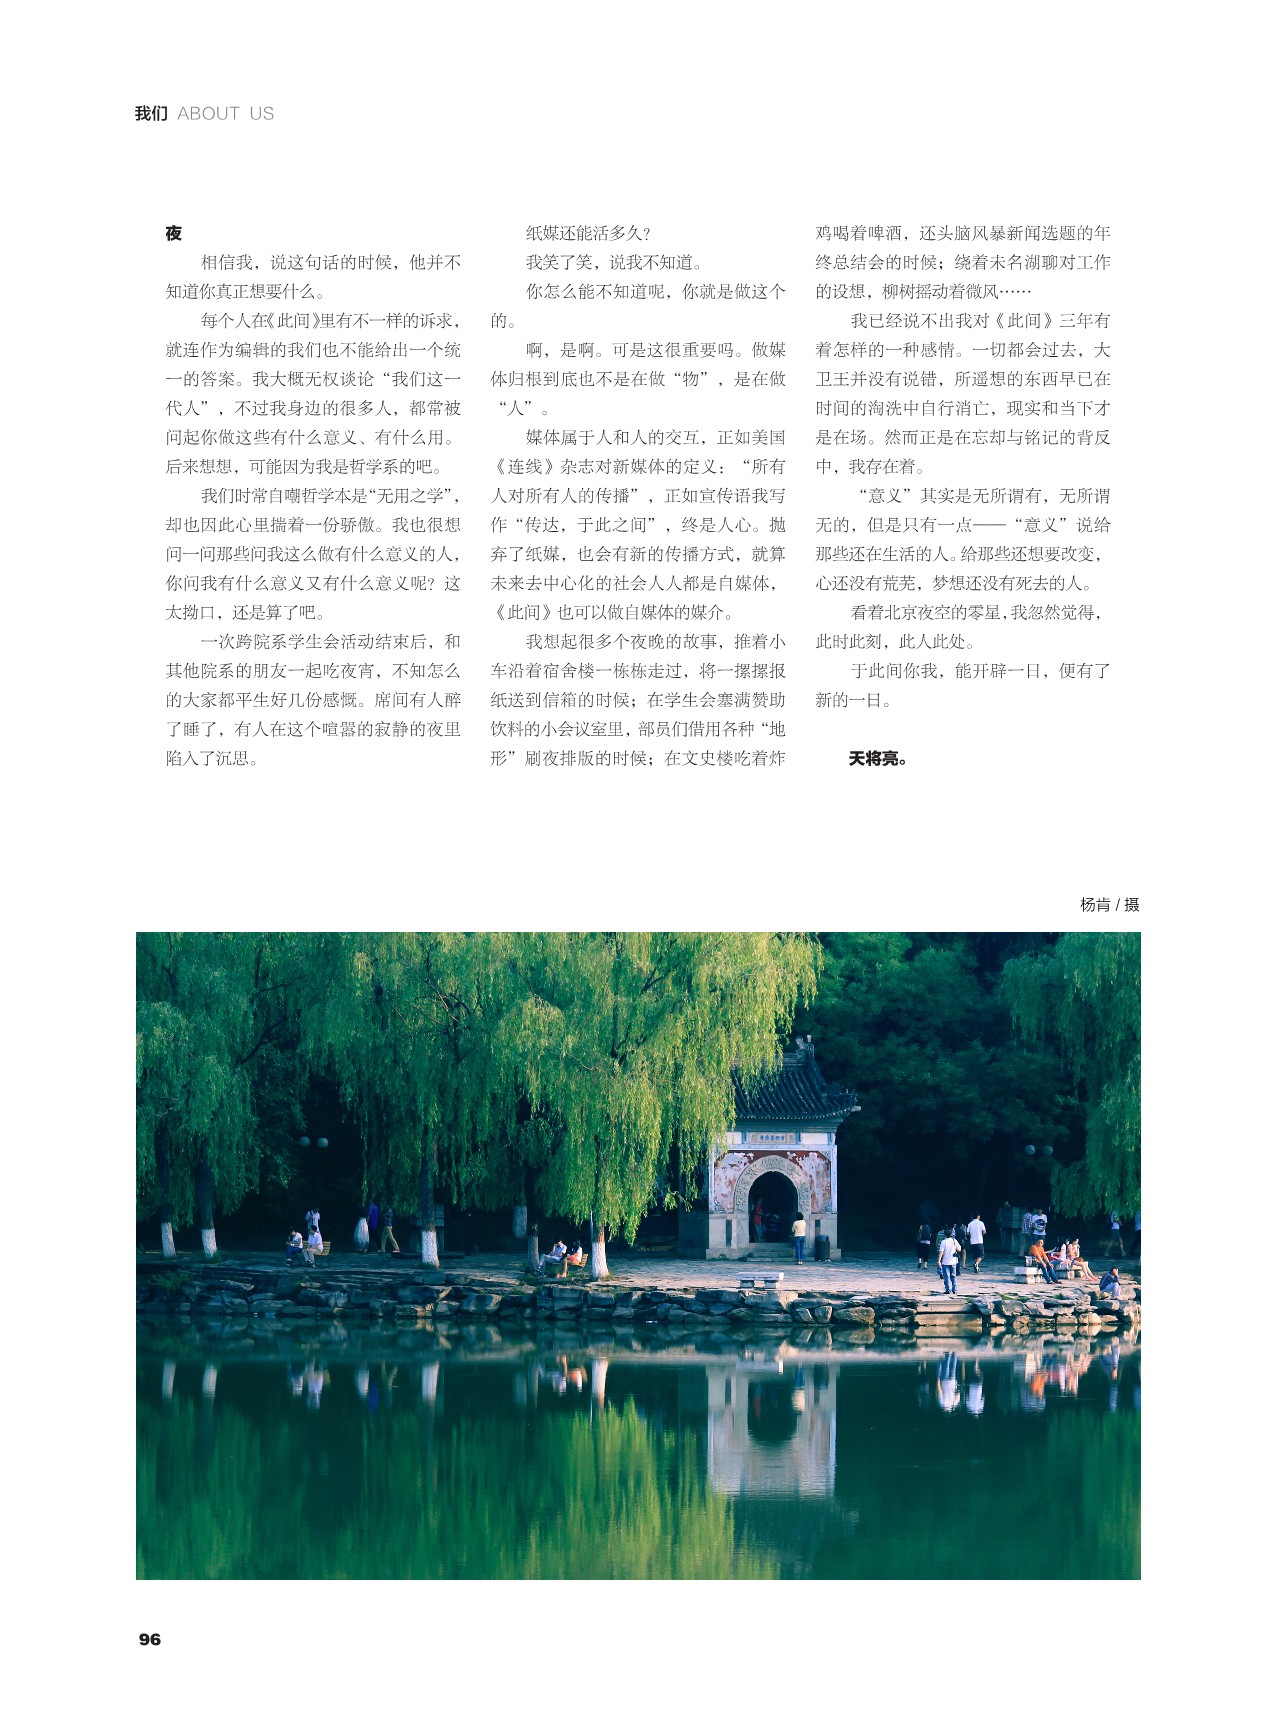 我们 ABOUT US
夜
相信我，说这句话的时候，他并不
知道你真正想要什么。
每个人在《此间》里有不一样的诉求，
就连作为编辑的我们也不能给出一个统
一的答案。我大概无权谈论“我们这一
代人”，不过我身边的很多人，都常被
问起你做这些有什么意义、有什么用。
后来想想，可能因为我是哲学系的吧。
我们时常自嘲哲学本是“无用之学”，
却也因此心里揣着一份骄傲。我也很想
问一问那些问我这么做有什么意义的人，
你问我有什么意义又有什么意义呢？这
太拗口，还是算了吧。
一次跨院系学生会活动结束后，和
其他院系的朋友一起吃夜宵，不知怎么
的大家都平生好几份感慨。席间有人醉
了睡了，有人在这个喧嚣的寂静的夜里
陷入了沉思。
纸媒还能活多久？
我笑了笑，说我不知道。
你怎么能不知道呢，你就是做这个
的。
啊，是啊。可是这很重要吗。做媒
体归根到底也不是在做“物”，是在做
“人”。
媒体属于人和人的交互，正如美国
《连线》杂志对新媒体的定义：“所有
人对所有人的传播”，正如宣传语我写
作“传达，于此之间”，终是人心。抛
弃了纸媒，也会有新的传播方式，就算
未来去中心化的社会人人都是自媒体，
《此间》也可以做自媒体的媒介。
我想起很多个夜晚的故事，推着小
车沿着宿舍楼一栋栋走过，将一摞摞报
纸送到信箱的时候；在学生会塞满赞助
饮料的小会议室里，部员们借用各种“地
形”刷夜排版的时候；在文史楼吃着炸
鸡喝着啤酒，还头脑风暴新闻选题的年
终总结会的时候；绕着未名湖聊对工作
的设想，柳树摇动着微风……
我已经说不出我对《此间》三年有
着怎样的一种感情。一切都会过去，大
卫王并没有说错，所遥想的东西早已在
时间的淘洗中自行消亡，现实和当下才
是在场。然而正是在忘却与铭记的背反
中，我存在着。
“意义”其实是无所谓有，无所谓
无的，但是只有一点——“意义”说给
那些还在生活的人。给那些还想要改变，
心还没有荒芜，梦想还没有死去的人。
看着北京夜空的零星，我忽然觉得，
此时此刻，此人此处。
于此间你我，能开辟一日，便有了
新的一日。
天将亮。
杨肯 / 摄
96